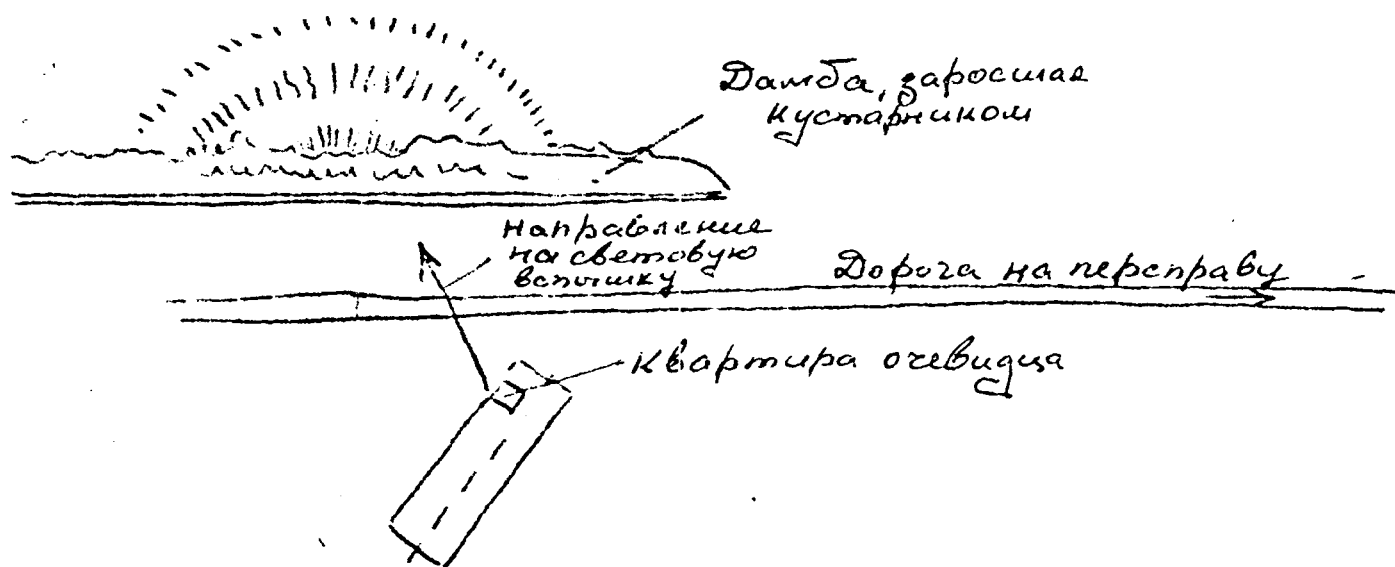 Дамба, заросшая
кустарником
направление
на световую
вспышку
Дорога на переправу
квартира очевидца